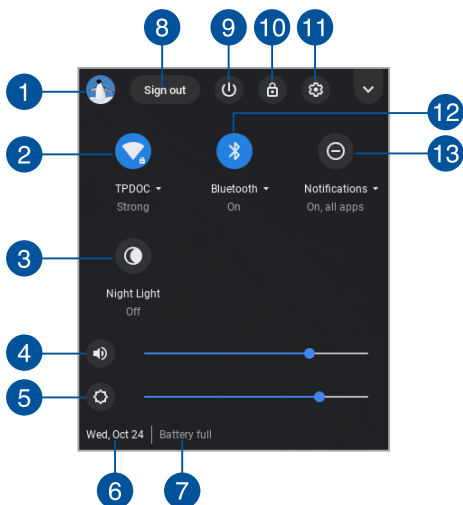 8 9 10 11
1 Sign out
12
2 13
TPDOC Bluetooth Notifications
Strong On On, all apps
3
Night Light
Off
4
5
Wed, Oct 24 Battery full
6 7